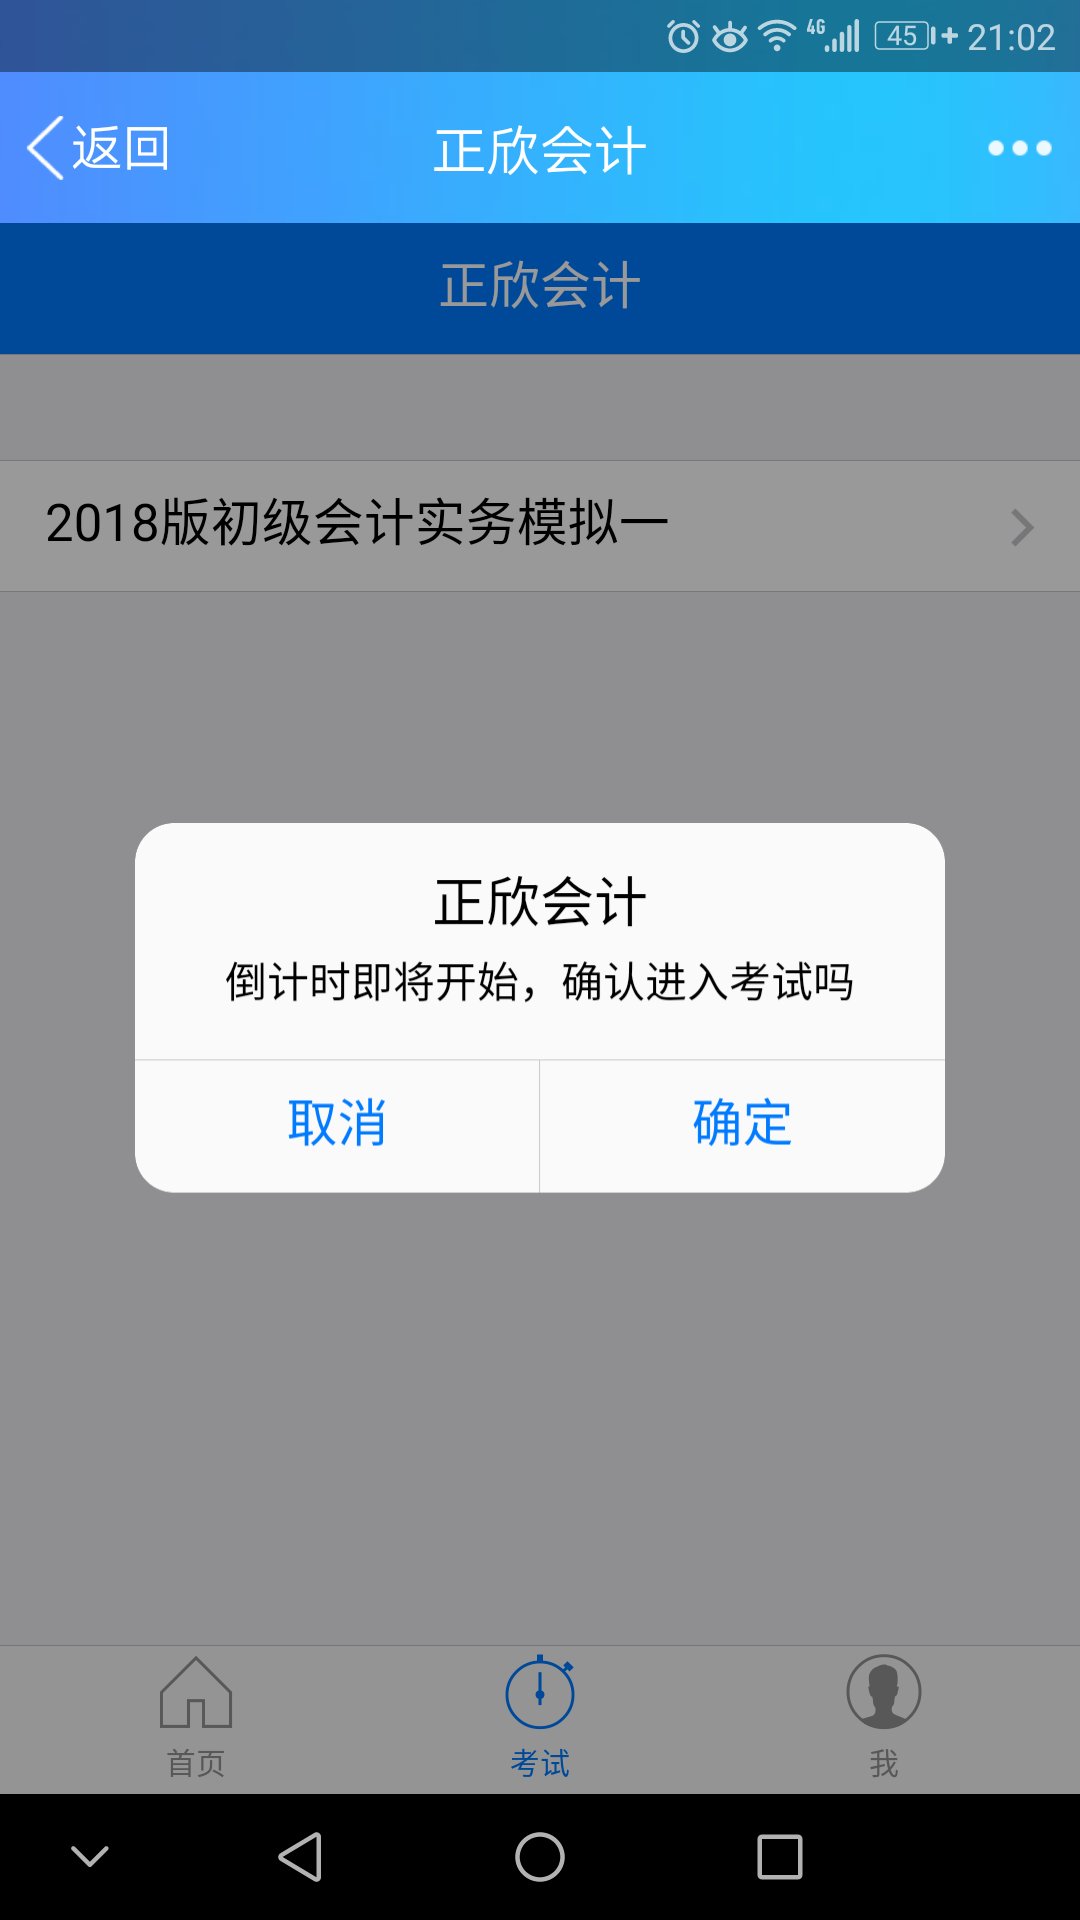 4G 45 21:02
返回 正欣会计
正欣会计
2018版初级会计实务模拟一
正欣会计
倒计时即将开始，确认进入考试吗
取消 确定
首页 考试 我